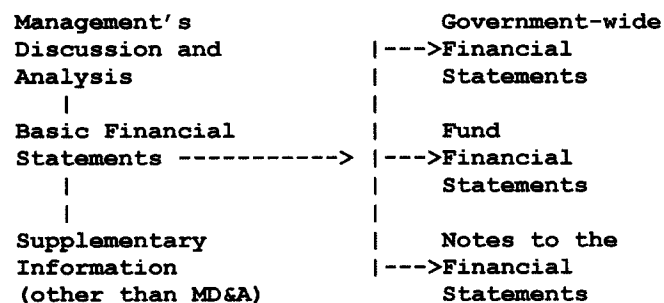 Management's                    Government-wide
Discussion and            |--->Financial
Analysis                  |     Statements
    |                     |
Basic Financial           |     Fund
Statements -----------> |--->Financial
    |                     |     Statements
    |                     |
Supplementary             |     Notes to the
Information               |--->Financial
(other than MD&A)               Statements